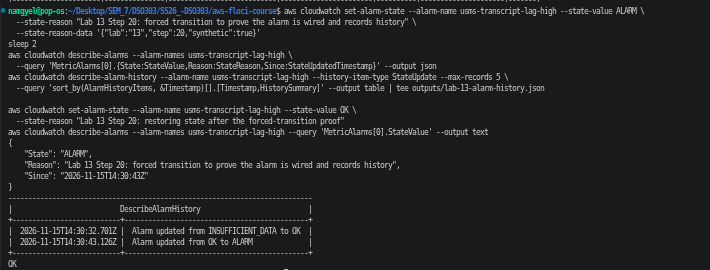 namgyel@pop-os:~/Desktop/SEM_7/DSO303/SS26_-DSO303/aws-floci-course$ aws cloudwatch set-alarm-state --alarm-name usms-transcript-lag-high --state-value ALARM \
  --state-reason "Lab 13 Step 20: forced transition to prove the alarm is wired and records history" \
  --state-reason-data '{"lab":"13","step":20,"synthetic":true}'
sleep 2
aws cloudwatch describe-alarms --alarm-names usms-transcript-lag-high \
  --query 'MetricAlarms[0].{State:StateValue,Reason:StateReason,Since:StateUpdatedTimestamp}' --output json
aws cloudwatch describe-alarm-history --alarm-name usms-transcript-lag-high --history-item-type StateUpdate --max-records 5 \
  --query 'sort_by(AlarmHistoryItems, &Timestamp)[].[Timestamp,HistorySummary]' --output table | tee outputs/lab-13-alarm-history.json
aws cloudwatch set-alarm-state --alarm-name usms-transcript-lag-high --state-value OK \
  --state-reason "Lab 13 Step 20: restoring state after the forced-transition proof"
aws cloudwatch describe-alarms --alarm-names usms-transcript-lag-high --query 'MetricAlarms[0].StateValue' --output text
{
    "State": "ALARM",
    "Reason": "Lab 13 Step 20: forced transition to prove the alarm is wired and records history",
    "Since": "2026-11-15T14:30:43Z"
}
---------------------------------------------------------------------------
|                          DescribeAlarmHistory                           |
+---------------------------+---------------------------------------------+
|  2026-11-15T14:30:32.701Z |  Alarm updated from INSUFFICIENT_DATA to OK |
|  2026-11-15T14:30:43.126Z |  Alarm updated from OK to ALARM             |
+---------------------------+---------------------------------------------+
OK